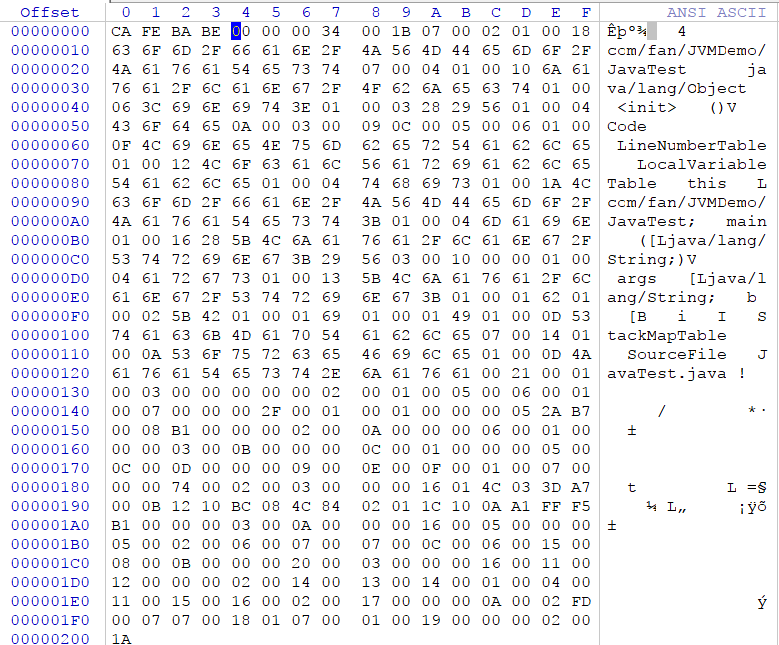 Offset 0 1 2 3 4 5 6 7 8 9 A B C D E F ANSI ASCII
00000000 CA FE BA BE 00 00 00 34 00 1B 07 00 02 01 00 18 Êþº¾ 4
00000010 63 6F 6D 2F 66 61 6E 2F 4A 56 4D 44 65 6D 6F 2F com/fan/JVMDemo/
00000020 4A 61 76 61 54 65 73 74 07 00 04 01 00 10 6A 61 JavaTest ja
00000030 76 61 2F 6C 61 6E 67 2F 4F 62 6A 65 63 74 01 00 va/lang/Object
00000040 06 3C 69 6E 69 74 3E 01 00 03 28 29 56 01 00 04 <init> ()V
00000050 43 6F 64 65 0A 00 03 00 09 0C 00 05 00 06 01 00 Code
00000060 0F 4C 69 6E 65 4E 75 6D 62 65 72 54 61 62 6C 65 LineNumberTable
00000070 01 00 12 4C 6F 63 61 6C 56 61 72 69 61 62 6C 65 LocalVariable
00000080 54 61 62 6C 65 01 00 04 74 68 69 73 01 00 1A 4C Table this L
00000090 63 6F 6D 2F 66 61 6E 2F 4A 56 4D 44 65 6D 6F 2F com/fan/JVMDemo/
000000A0 4A 61 76 61 54 65 73 74 3B 01 00 04 6D 61 69 6E JavaTest; main
000000B0 01 00 16 28 5B 4C 6A 61 76 61 2F 6C 61 6E 67 2F ([Ljava/lang/
000000C0 53 74 72 69 6E 67 3B 29 56 03 00 10 00 00 01 00 String;)V
000000D0 04 61 72 67 73 01 00 13 5B 4C 6A 61 76 61 2F 6C args [Ljava/l
000000E0 61 6E 67 2F 53 74 72 69 6E 67 3B 01 00 01 62 01 ang/String; b
000000F0 00 02 5B 42 01 00 01 69 01 00 01 49 01 00 0D 53 [B i I S
00000100 74 61 63 6B 4D 61 70 54 61 62 6C 65 07 00 14 01 tackMapTable
00000110 00 0A 53 6F 75 72 63 65 46 69 6C 65 01 00 0D 4A SourceFile J
00000120 61 76 61 54 65 73 74 2E 6A 61 76 61 00 21 00 01 avaTest.java !
00000130 00 03 00 00 00 00 00 02 00 01 00 05 00 06 00 01
00000140 00 07 00 00 00 2F 00 01 00 01 00 00 00 05 2A B7 / *·
00000150 00 08 B1 00 00 00 02 00 0A 00 00 00 06 00 01 00 ±
00000160 00 00 03 00 0B 00 00 00 0C 00 01 00 00 00 05 00
00000170 0C 00 0D 00 00 00 09 00 0E 00 0F 00 01 00 07 00
00000180 00 00 74 00 02 00 03 00 00 00 16 01 4C 03 3D A7 t L =§
00000190 00 0B 12 10 BC 08 4C 84 02 01 1C 10 0A A1 FF F5 ¼ L„ ¡ÿõ
000001A0 B1 00 00 00 03 00 0A 00 00 00 16 00 05 00 00 00 ±
000001B0 05 00 02 00 06 00 07 00 07 00 0C 00 06 00 15 00
000001C0 08 00 0B 00 00 00 20 00 03 00 00 00 16 00 11 00
000001D0 12 00 00 00 02 00 14 00 13 00 14 00 01 00 04 00
000001E0 11 00 15 00 16 00 02 00 17 00 00 00 0A 00 02 FD ý
000001F0 00 07 07 00 18 01 07 00 01 00 19 00 00 00 02 00
00000200 1A